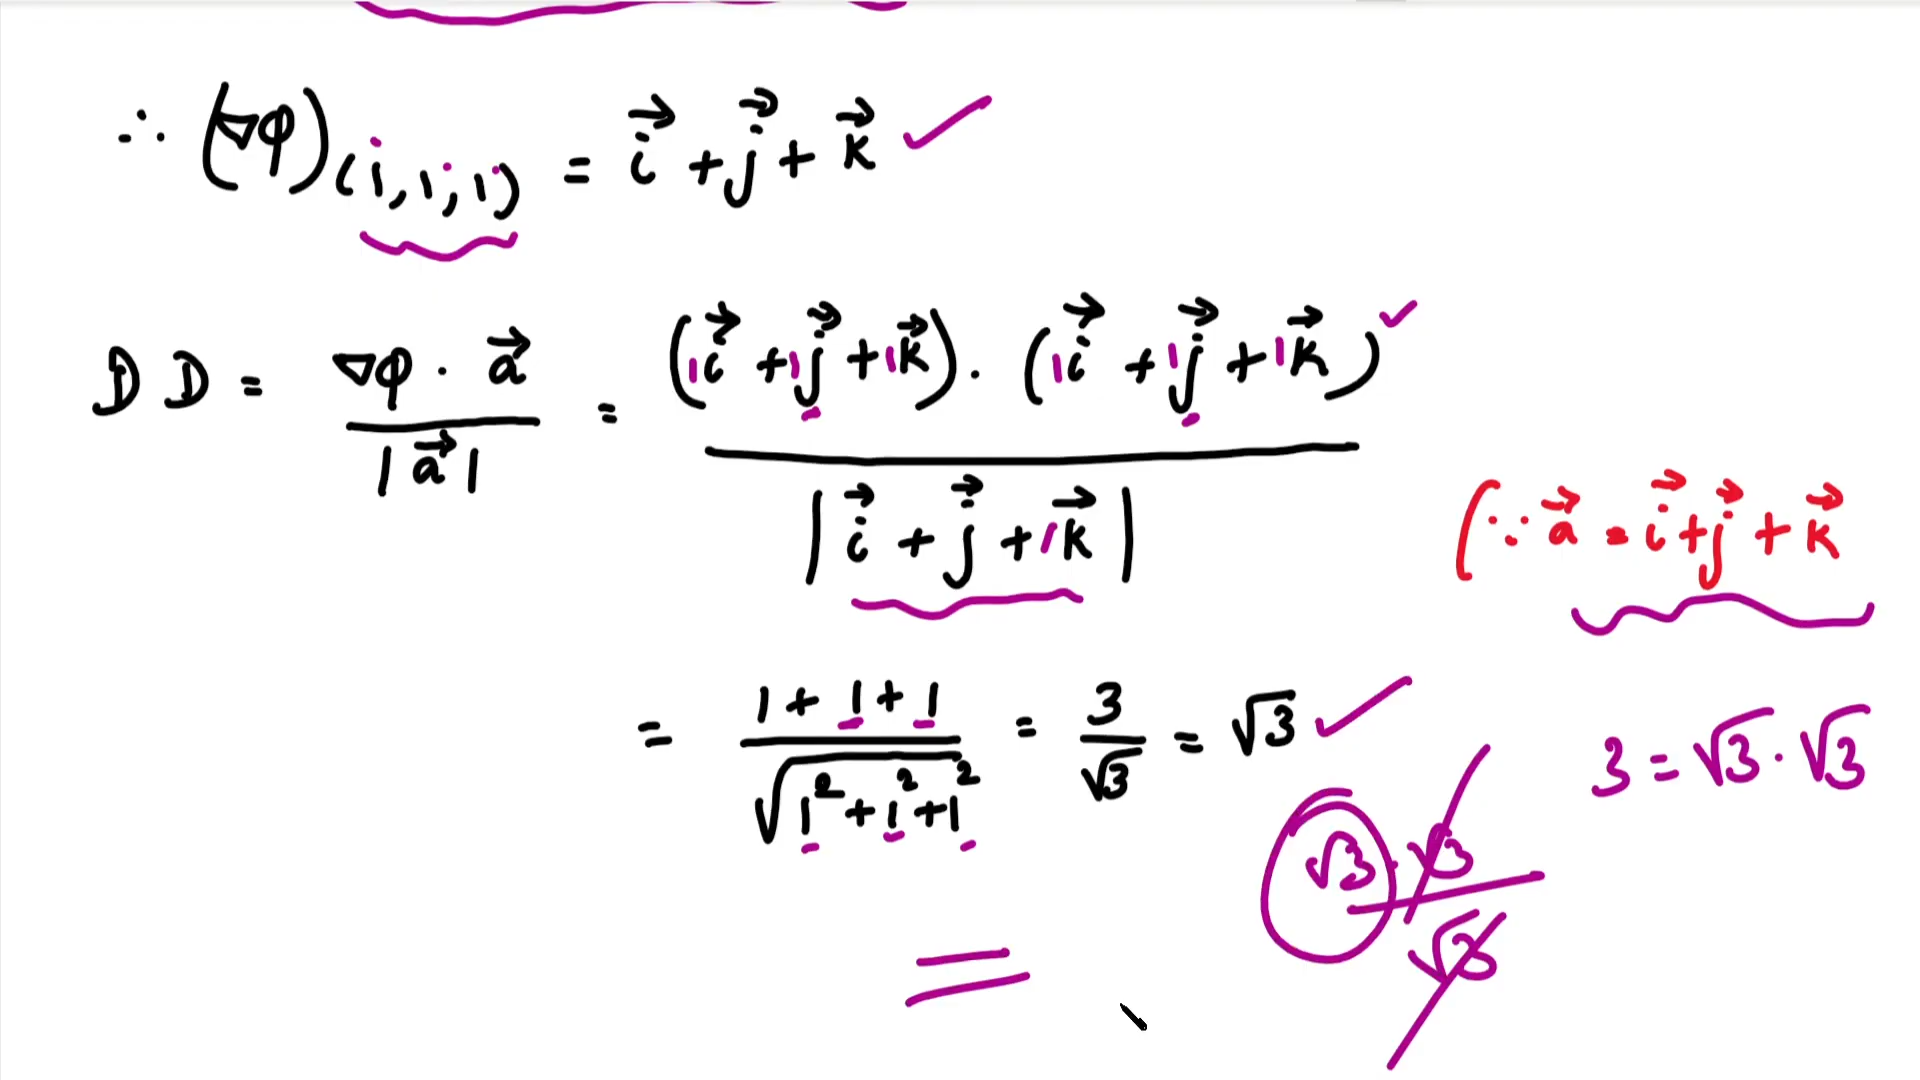 ∴ (∇φ)(1,1,1) = i⃗ + j⃗ + k⃗ ✓
D D = ∇φ · a⃗ / |a⃗| = (1i⃗ + 1j⃗ + 1k⃗) · (1i⃗ + 1j⃗ + 1k⃗) ✓ / |i⃗ + j⃗ + 1k⃗|
(∵ a⃗ = i⃗ + j⃗ + k⃗
= 1 + 1 + 1 / √(1² + 1² + 1²) = 3 / √3 = √3 ✓
3 = √3 · √3
√3 · √3 / √3